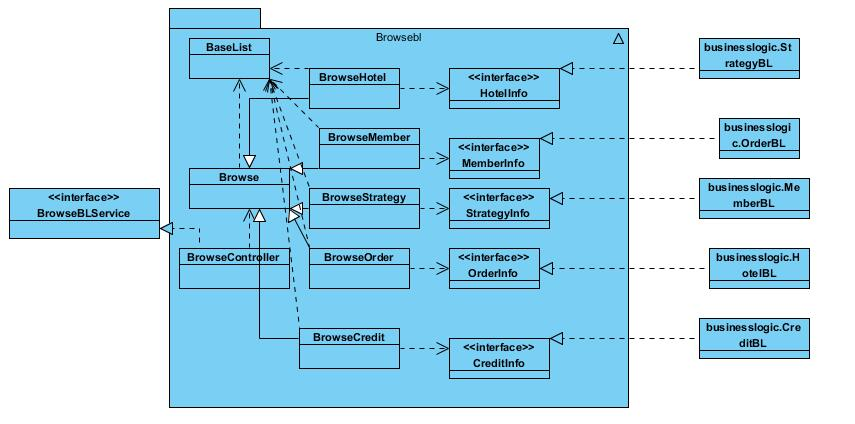 Browsebl
BaseList
businesslogic.St
rategyBL
BrowseHotel
<<interface>>
HotelInfo
businesslogi
c.OrderBL
BrowseMember
<<interface>>
MemberInfo
Browse
businesslogic.Me
mberBL
<<interface>>
BrowseBLService
BrowseStrategy
<<interface>>
StrategyInfo
BrowseController
BrowseOrder
<<interface>>
OrderInfo
businesslogic.H
otelBL
BrowseCredit
<<interface>>
CreditInfo
businesslogic.Cre
ditBL